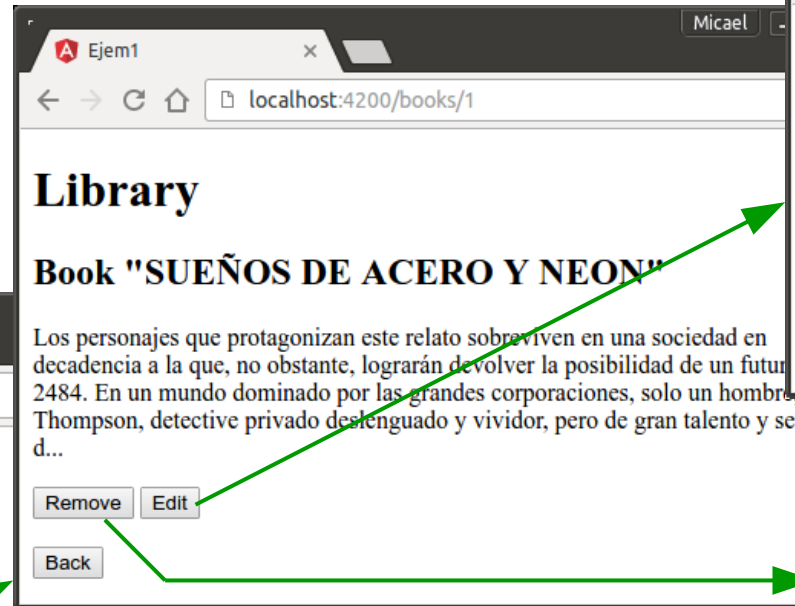 Micael
Ejem1
localhost:4200/books/1
Library
Book "SUEÑOS DE ACERO Y NEON"
Los personajes que protagonizan este relato sobreviven en una sociedad en
decadencia a la que, no obstante, lograrán devolver la posibilidad de un futur
2484. En un mundo dominado por las grandes corporaciones, solo un hombre
Thompson, detective privado deslenguado y vividor, pero de gran talento y se
d...
Remove Edit
Back